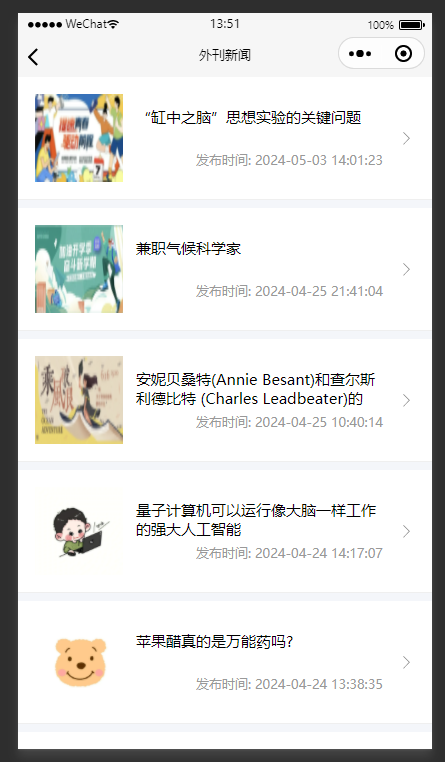 WeChat
13:51
100%
外刊新闻
“缸中之脑”思想实验的关键问题
发布时间: 2024-05-03 14:01:23
兼职气候科学家
发布时间: 2024-04-25 21:41:04
安妮贝桑特(Annie Besant)和查尔斯
利德比特 (Charles Leadbeater)的
发布时间: 2024-04-25 10:40:14
量子计算机可以运行像大脑一样工作
的强大人工智能
发布时间: 2024-04-24 14:17:07
苹果醋真的是万能药吗?
发布时间: 2024-04-24 13:38:35